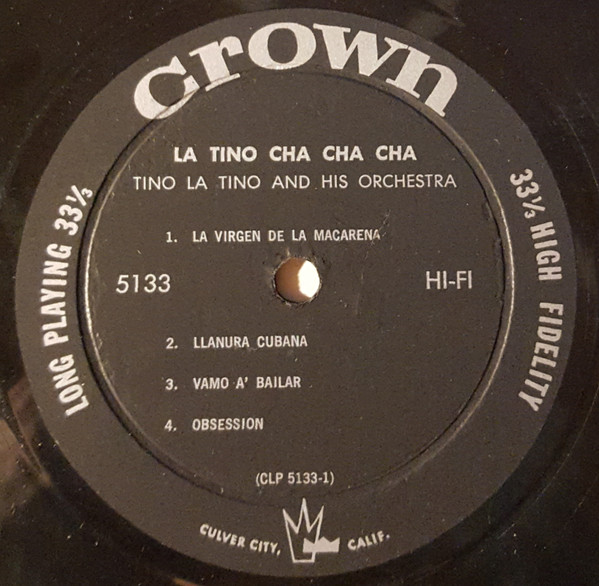 crown
LA TINO CHA CHA CHA
TINO LA TINO AND HIS ORCHESTRA
1. LA VIRGEN DE LA MACARENA
5133
HI-FI
2. LLANURA CUBANA
3. VAMO A' BAILAR
4. OBSESSION
(CLP 5133-1)
LONG PLAYING 33⅓
33⅓ HIGH FIDELITY
CULVER CITY, CALIF.